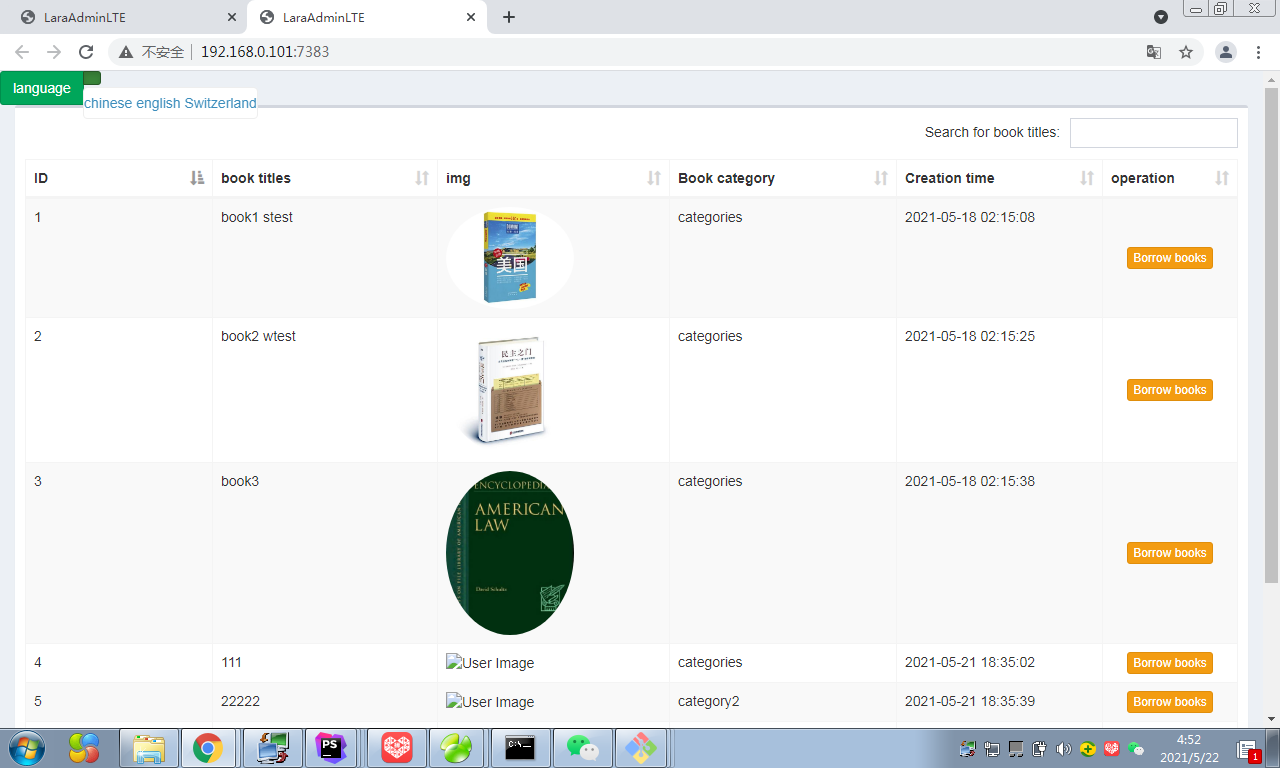 LaraAdminLTE
LaraAdminLTE
不安全 192.168.0.101:7383
language
chinese english Switzerland
Search for book titles:
ID book titles img Book category Creation time operation
1 book1 stest categories 2021-05-18 02:15:08 Borrow books
美国
2 book2 wtest categories 2021-05-18 02:15:25 Borrow books
民主之门
3 book3 categories 2021-05-18 02:15:38 Borrow books
ENCYCLOPEDIA
AMERICAN
LAW
David Schultz
4 111 User Image categories 2021-05-21 18:35:02 Borrow books
5 22222 User Image category2 2021-05-21 18:35:39 Borrow books
PS
C:\
4:52
2021/5/22
1